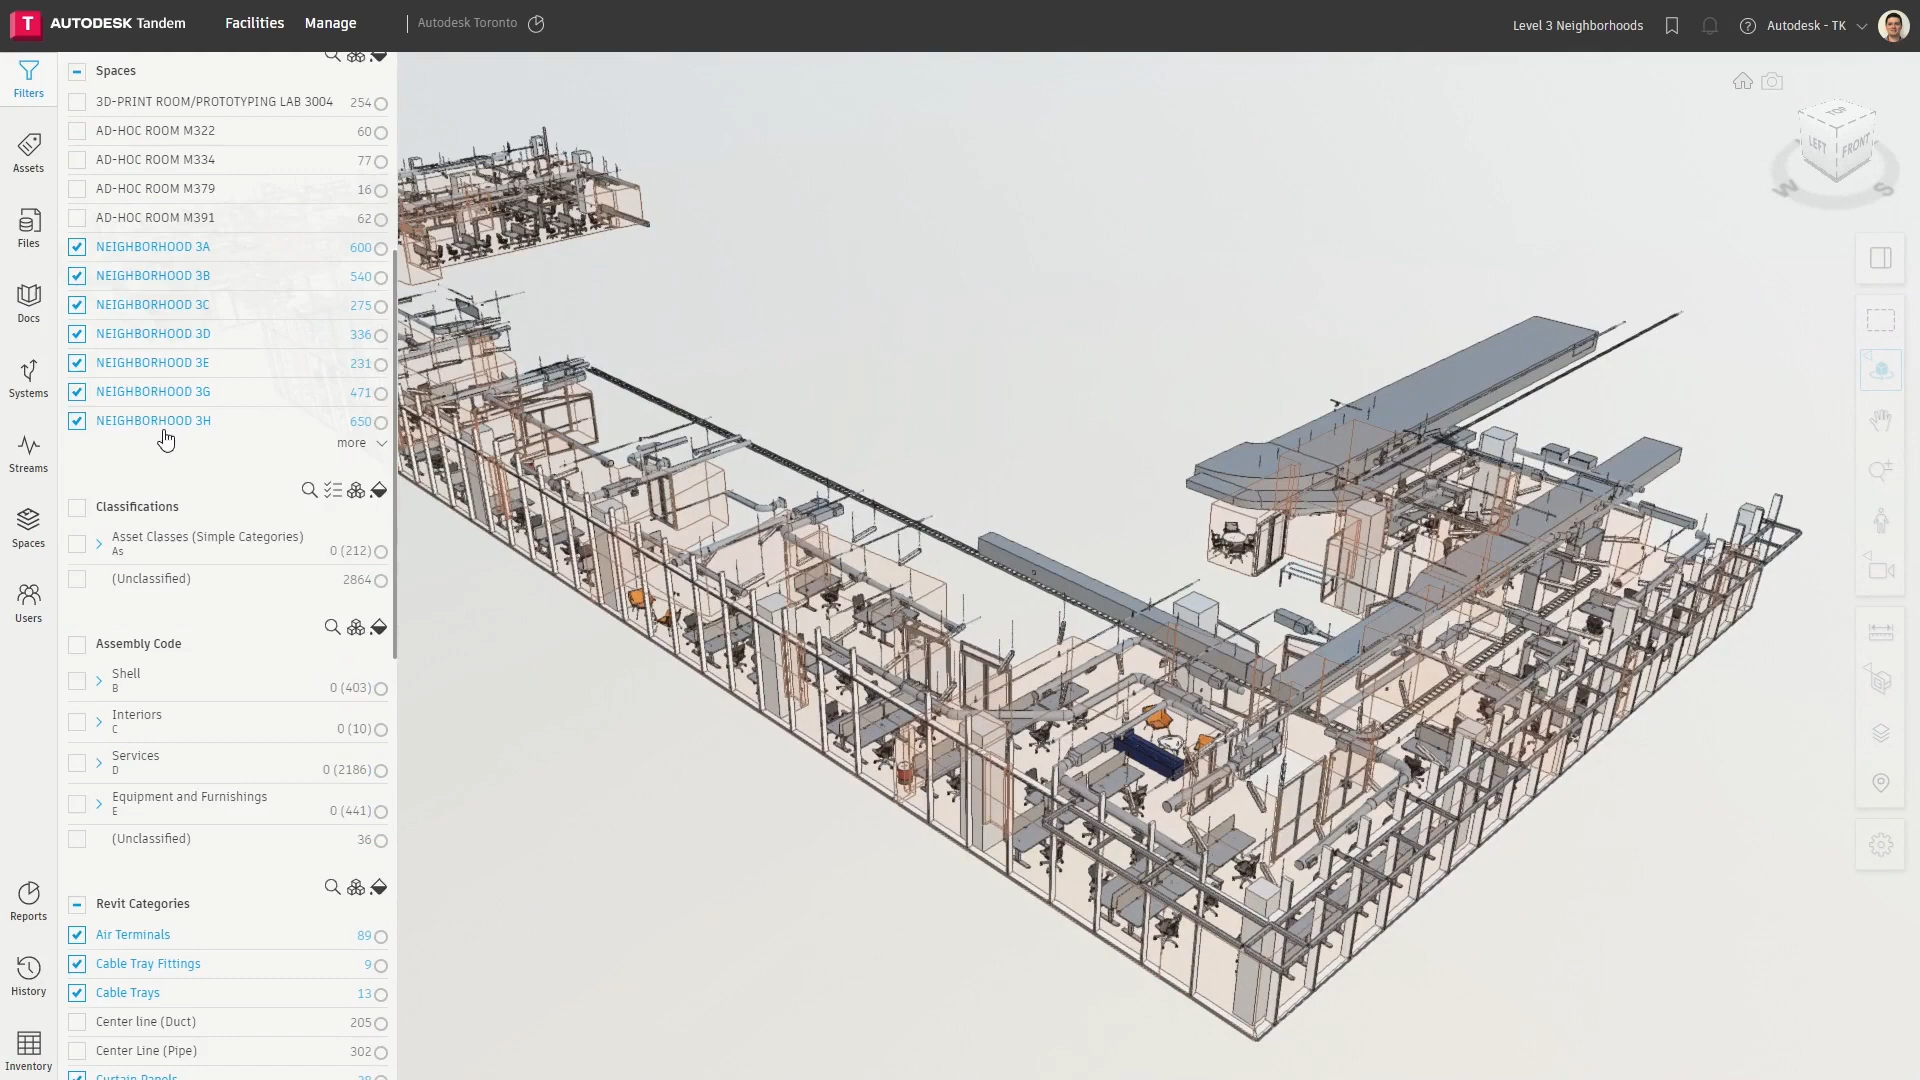 T AUTODESK Tandem
Facilities
Manage
Autodesk Toronto
Level 3 Neighborhoods
Autodesk - TK
Filters
Assets
Files
Docs
Systems
Streams
Spaces
Users
Reports
History
Inventory
Spaces
3D-PRINT ROOM/PROTOTYPING LAB 3004 254
AD-HOC ROOM M322 60
AD-HOC ROOM M334 77
AD-HOC ROOM M379 16
AD-HOC ROOM M391 62
NEIGHBORHOOD 3A 600
NEIGHBORHOOD 3B 540
NEIGHBORHOOD 3C 275
NEIGHBORHOOD 3D 336
NEIGHBORHOOD 3E 231
NEIGHBORHOOD 3G 471
NEIGHBORHOOD 3H 650
more
Classifications
Asset Classes (Simple Categories)
As 0 (212)
(Unclassified) 2864
Assembly Code
Shell
B 0 (403)
Interiors
C 0 (10)
Services
D 0 (2186)
Equipment and Furnishings
E 0 (441)
(Unclassified) 36
Revit Categories
Air Terminals 89
Cable Tray Fittings 9
Cable Trays 13
Center line (Duct) 205
Center Line (Pipe) 302
Curtain Panels
TOP
LEFT
FRONT
W
S